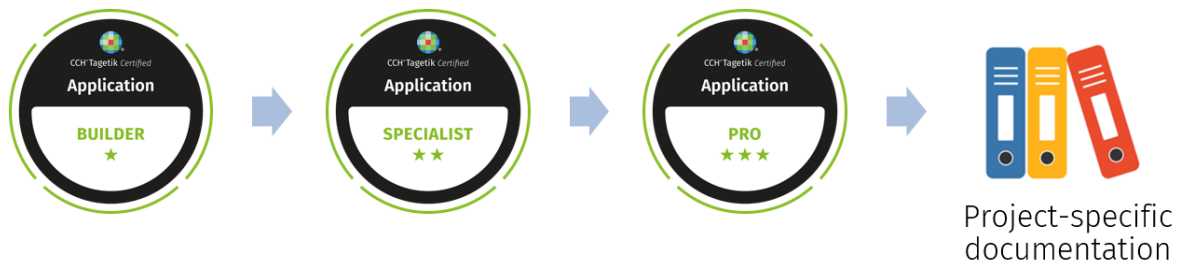 CCH® Tagetik Certified
Application
BUILDER
CCH® Tagetik Certified
Application
SPECIALIST
CCH® Tagetik Certified
Application
PRO
Project-specific
documentation